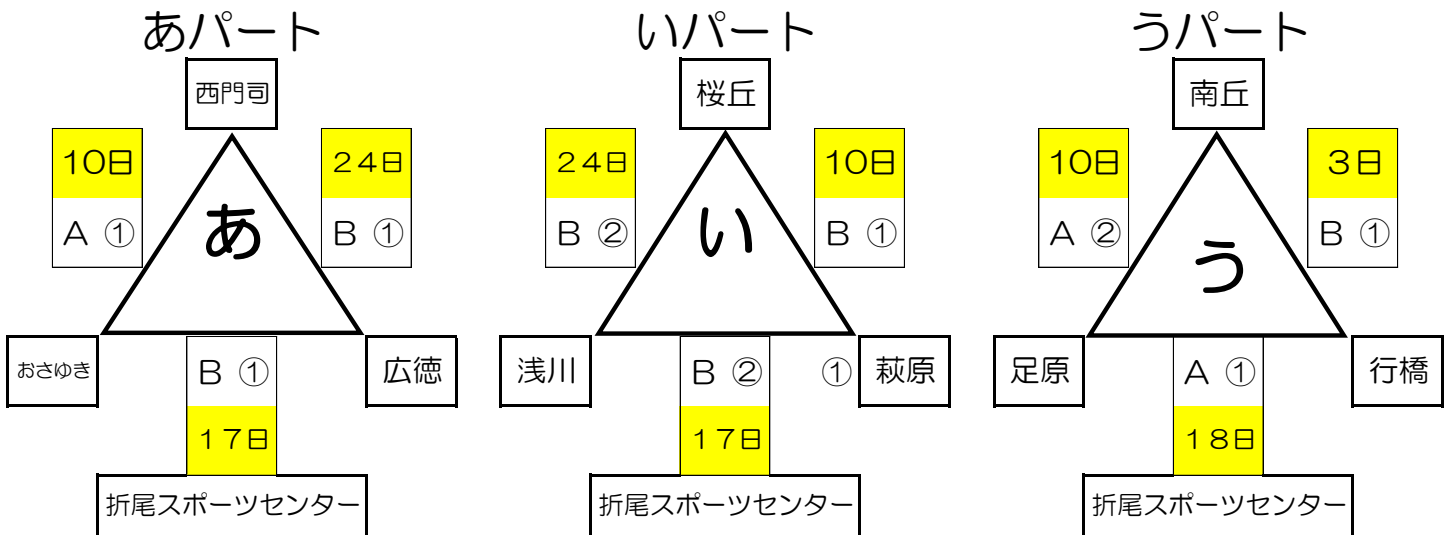 あパート
西門司
10日
A ①
24日
B ①
あ
おさゆき
広徳
B ①
17日
折尾スポーツセンター
いパート
桜丘
24日
B ②
10日
B ①
い
浅川
① 萩原
B ②
17日
折尾スポーツセンター
うパート
南丘
10日
A ②
3日
B ①
う
足原
行橋
A ①
18日
折尾スポーツセンター